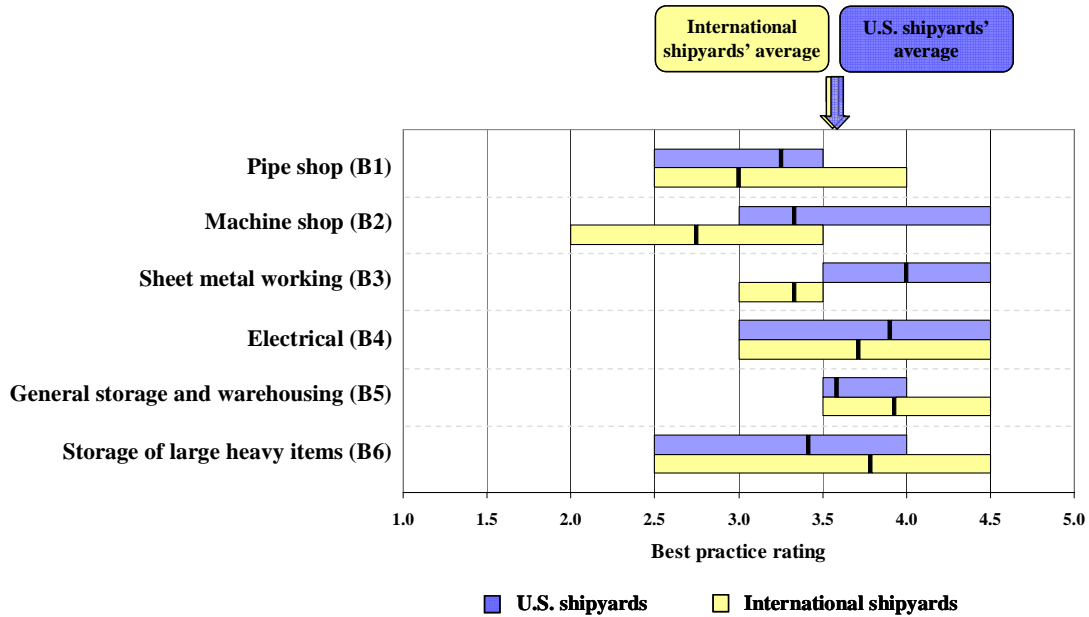 International
shipyards’ average
U.S. shipyards’
average
Pipe shop (B1)
Machine shop (B2)
Sheet metal working (B3)
Electrical (B4)
General storage and warehousing (B5)
Storage of large heavy items (B6)
1.0 1.5 2.0 2.5 3.0 3.5 4.0 4.5 5.0
Best practice rating
U.S. shipyards International shipyards